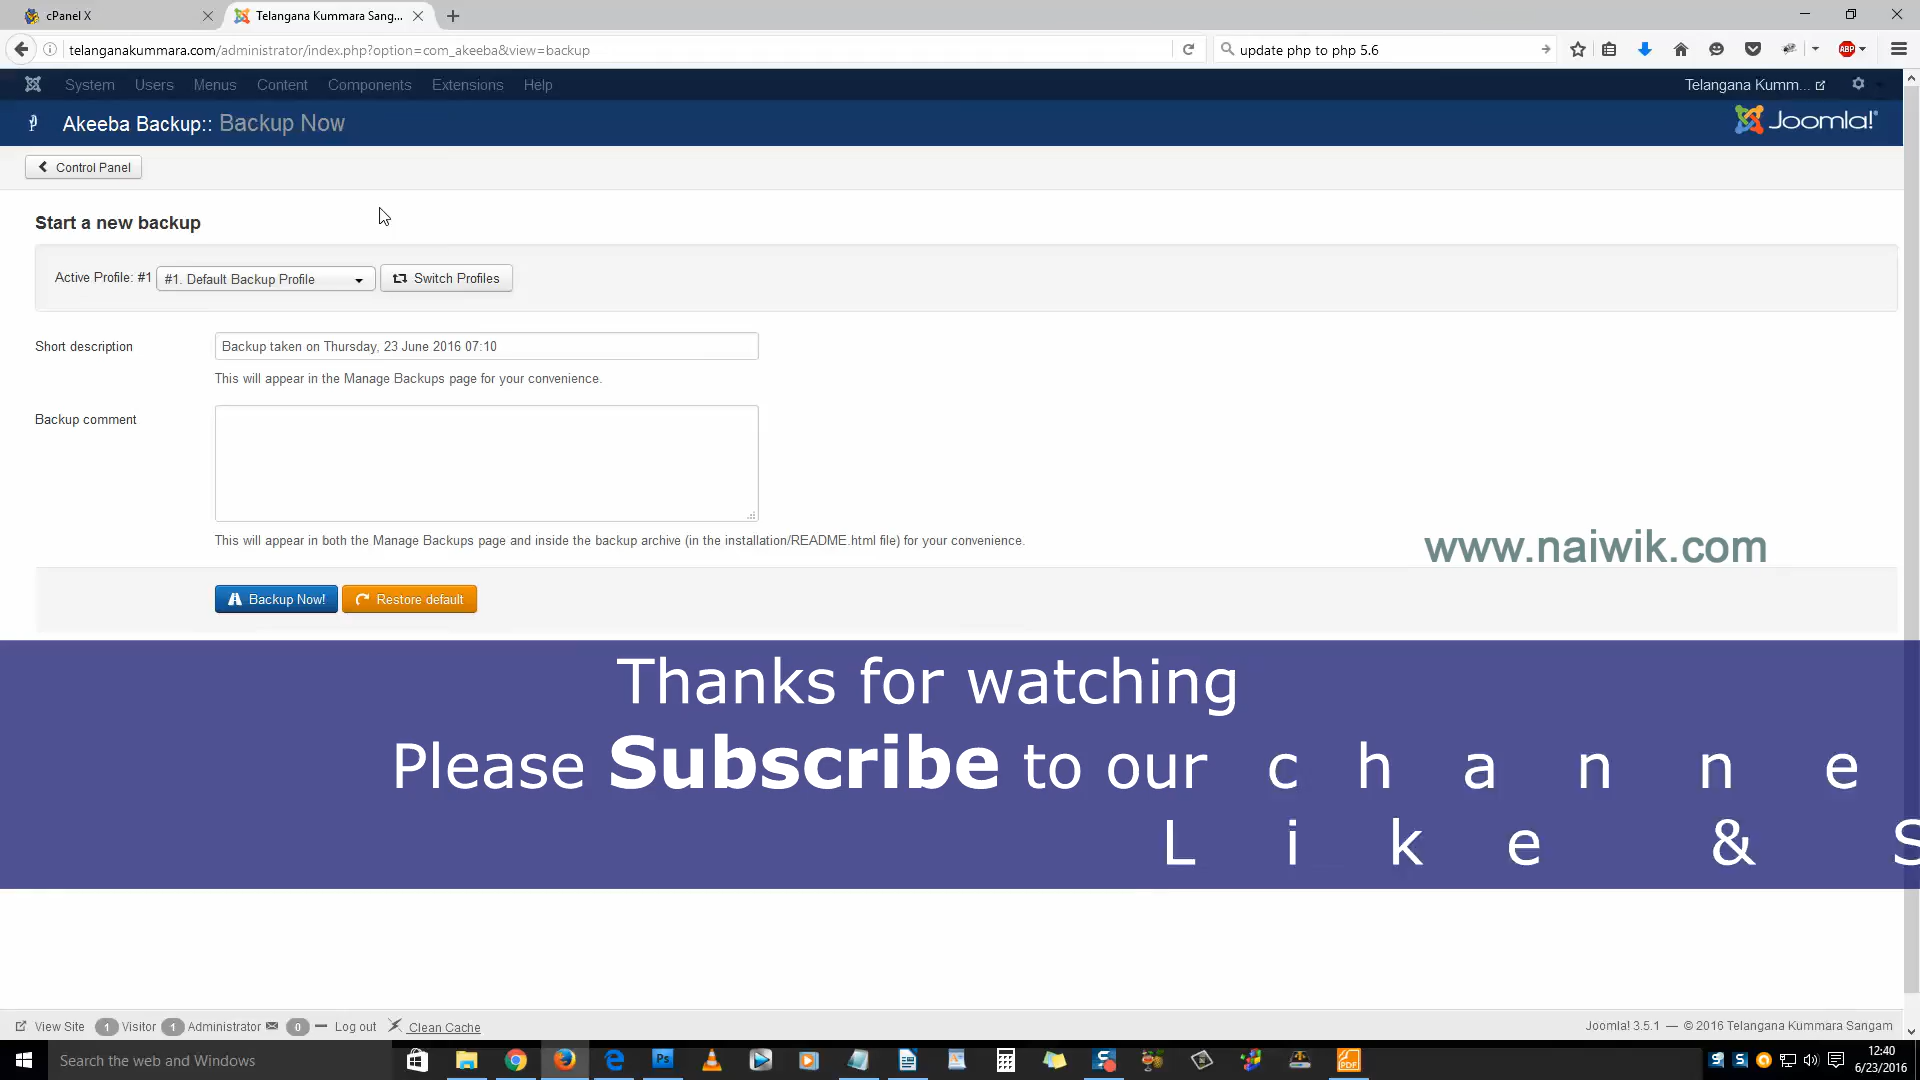 cPanel X
Telangana Kummara Sang...
telanganakummara.com/administrator/index.php?option=com_akeeba&view=backup
update php to php 5.6
ABP
System Users Menus Content Components Extensions Help
Telangana Kumm...
Akeeba Backup:: Backup Now
Joomla!
Control Panel
Start a new backup
Active Profile: #1 #1. Default Backup Profile Switch Profiles
Short description Backup taken on Thursday, 23 June 2016 07:10
This will appear in the Manage Backups page for your convenience.
Backup comment
This will appear in both the Manage Backups page and inside the backup archive (in the installation/README.html file) for your convenience.
www.naiwik.com
Backup Now! Restore default
Thanks for watching
Please Subscribe to our c h a n n e
L i k e & S
View Site 1 Visitor 1 Administrator 0 Log out Clean Cache
Joomla! 3.5.1 — © 2016 Telangana Kummara Sangam
Search the web and Windows
Ps
PDF
12:40
6/23/2016